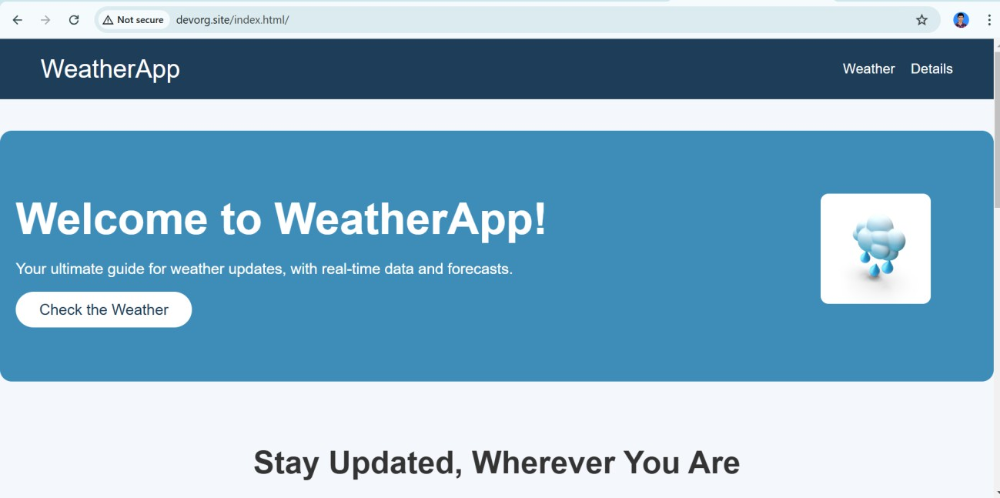 Not secure devorg.site/index.html/
WeatherApp Weather Details
Welcome to WeatherApp!
Your ultimate guide for weather updates, with real-time data and forecasts.
Check the Weather
Stay Updated, Wherever You Are